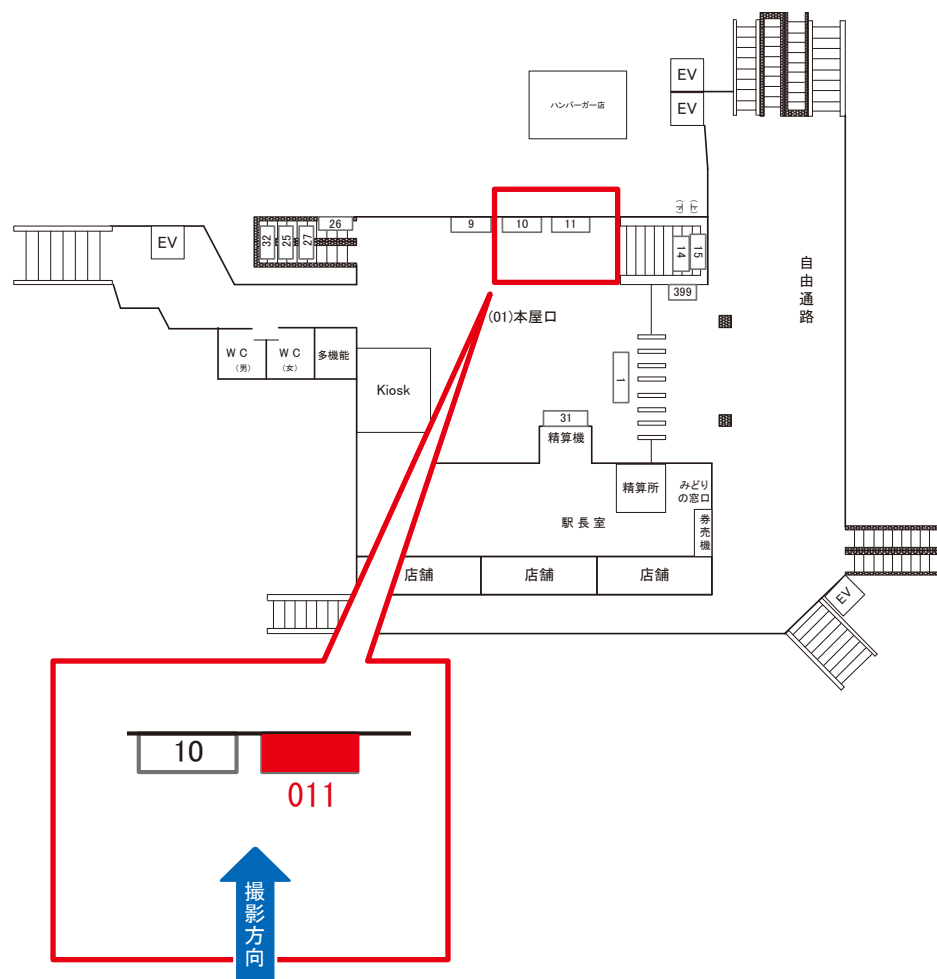 EV
EV
ハンバーガー店
(下)
(上)
EV
32
25
27
26
9
10
11
14
15
399
自由通路
(01)本屋口
WC
(男)
WC
(女)
多機能
Kiosk
1
31
精算機
精算所
みどり
の窓口
駅長室
券売機
店舗
店舗
店舗
EV
10
011
撮影方向